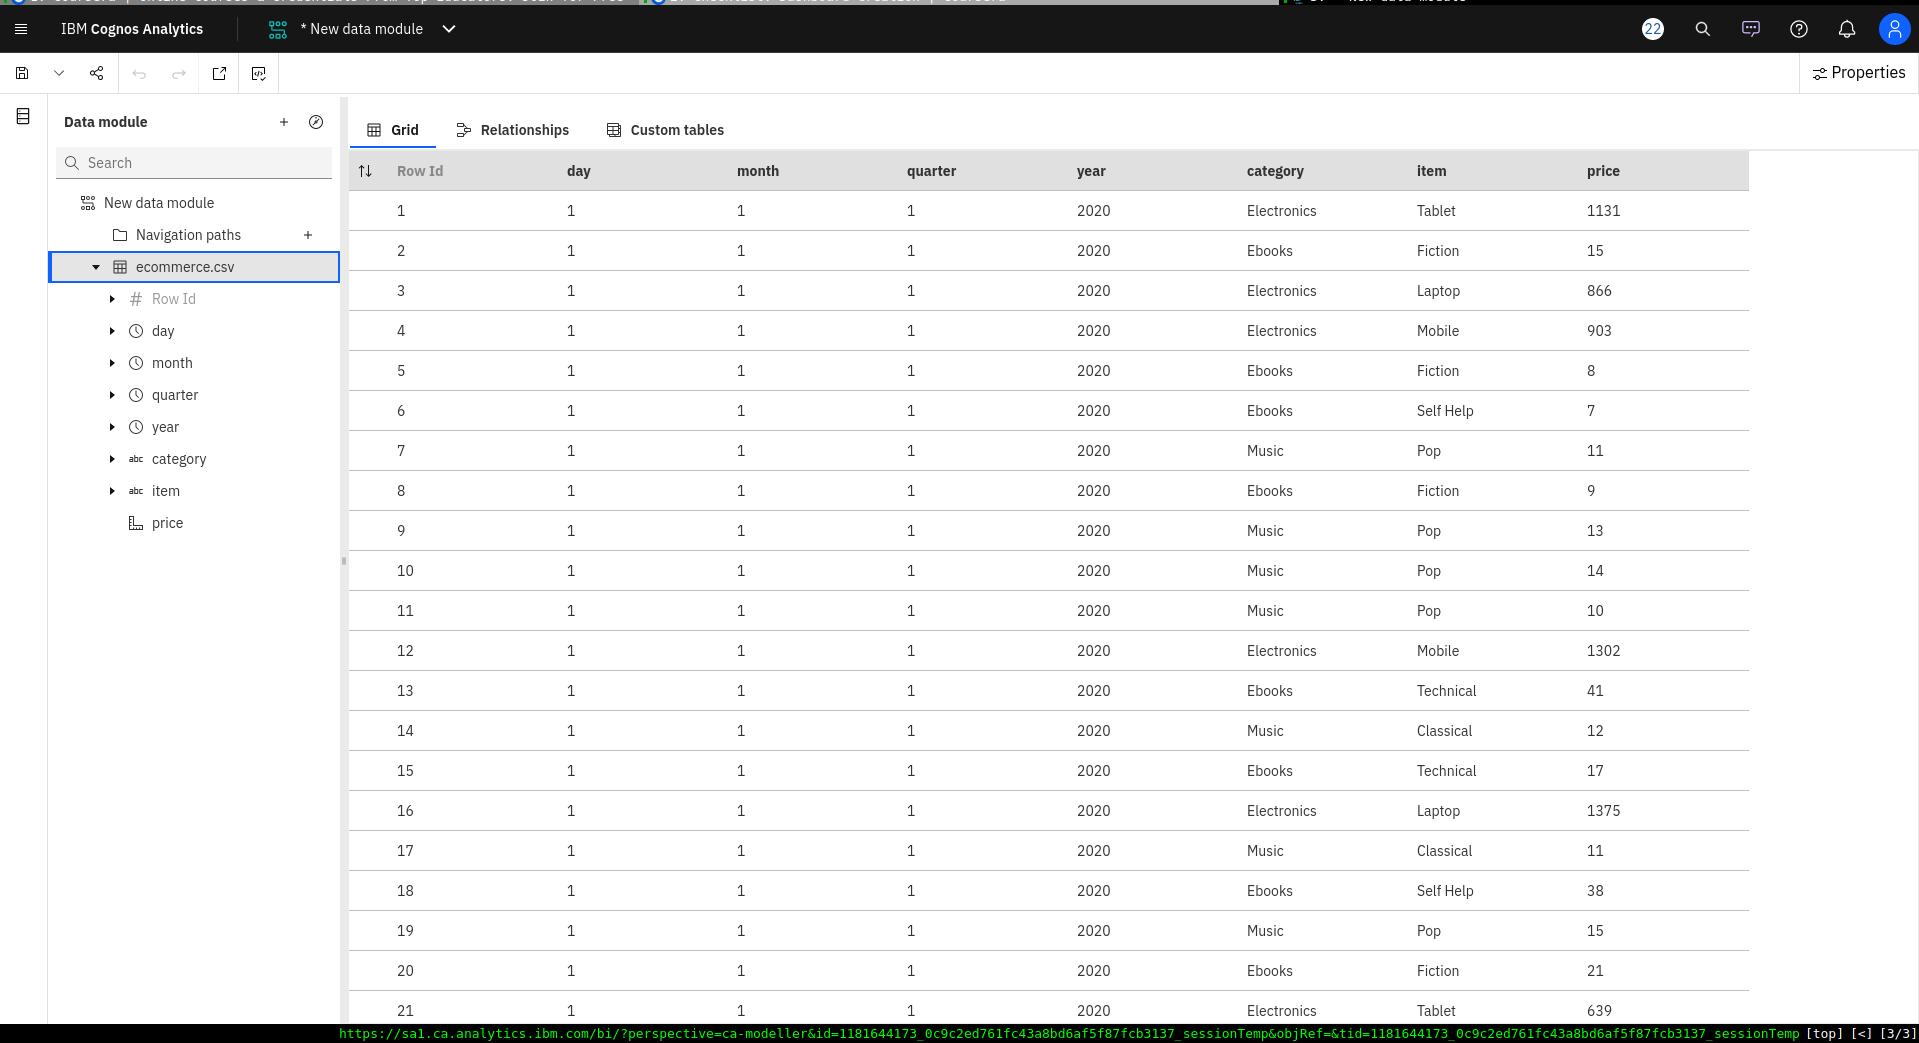 IBM Cognos Analytics
* New data module
22
Properties
Data module
Search
New data module
Navigation paths
ecommerce.csv
Row Id
day
month
quarter
year
abc category
abc item
price
Grid Relationships Custom tables
Row Id day month quarter year category item price
1 1 1 1 2020 Electronics Tablet 1131
2 1 1 1 2020 Ebooks Fiction 15
3 1 1 1 2020 Electronics Laptop 866
4 1 1 1 2020 Electronics Mobile 903
5 1 1 1 2020 Ebooks Fiction 8
6 1 1 1 2020 Ebooks Self Help 7
7 1 1 1 2020 Music Pop 11
8 1 1 1 2020 Ebooks Fiction 9
9 1 1 1 2020 Music Pop 13
10 1 1 1 2020 Music Pop 14
11 1 1 1 2020 Music Pop 10
12 1 1 1 2020 Electronics Mobile 1302
13 1 1 1 2020 Ebooks Technical 41
14 1 1 1 2020 Music Classical 12
15 1 1 1 2020 Ebooks Technical 17
16 1 1 1 2020 Electronics Laptop 1375
17 1 1 1 2020 Music Classical 11
18 1 1 1 2020 Ebooks Self Help 38
19 1 1 1 2020 Music Pop 15
20 1 1 1 2020 Ebooks Fiction 21
21 1 1 1 2020 Electronics Tablet 639
https://sa1.ca.analytics.ibm.com/bi/?perspective=ca-modeller&id=1181644173_0c9c2ed761fc43a8bd6af5f87fcb3137_sessionTemp&objRef=&tid=1181644173_0c9c2ed761fc43a8bd6af5f87fcb3137_sessionTemp [top] [<] [3/3]